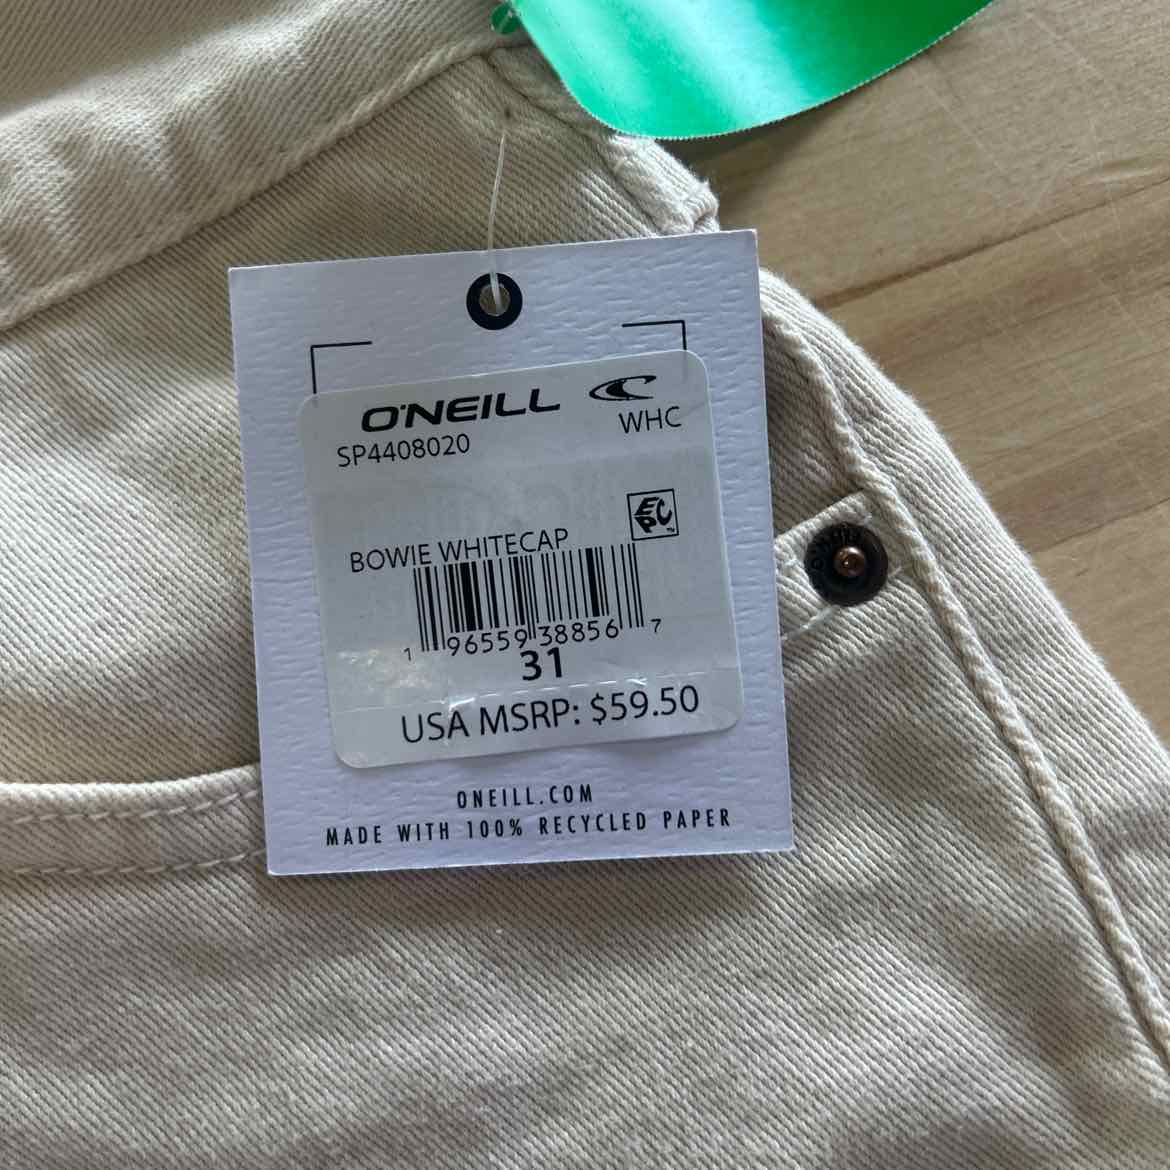 O'NEILL
SP4408020 WHC
EPC
BOWIE WHITECAP
1 96559 38856 7
31
USA MSRP: $59.50
ONEILL.COM
MADE WITH 100% RECYCLED PAPER